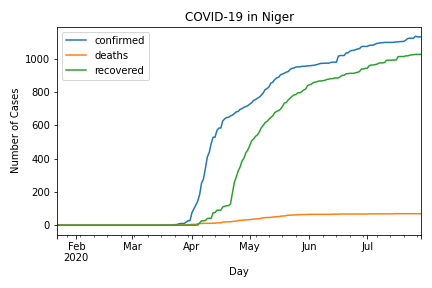 COVID-19 in Niger
confirmed
deaths
recovered
Number of Cases
1000
800
600
400
200
0
Feb Mar Apr May Jun Jul
2020
Day